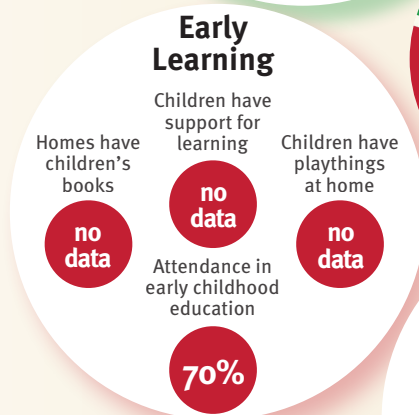 Early
Learning
Children have
support for
learning
no
data
Homes have
children's
books
no
data
Children have
playthings
at home
no
data
Attendance in
early childhood
education
70%